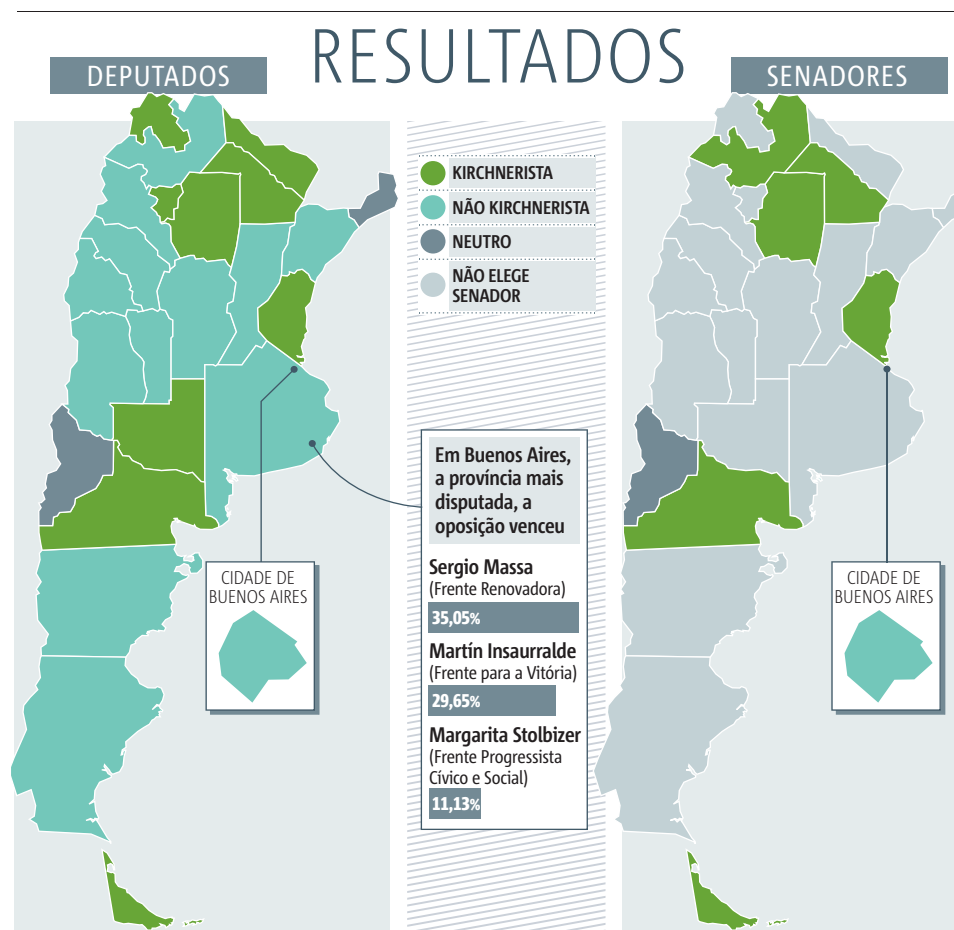 RESULTADOS
DEPUTADOS
SENADORES
KIRCHNERISTA
NÃO KIRCHNERISTA
NEUTRO
NÃO ELEGE
SENADOR
Em Buenos Aires,
a província mais
disputada, a
oposição venceu
Sergio Massa
(Frente Renovadora)
35,05%
Martín Insaurralde
(Frente para a Vitória)
29,65%
Margarita Stolbizer
(Frente Progressista
Cívico e Social)
11,13%
CIDADE DE
BUENOS AIRES
CIDADE DE
BUENOS AIRES